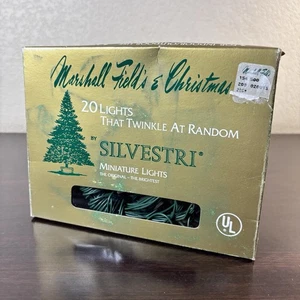 Marshall Field's & Christmas
20 LIGHTS
THAT TWINKLE AT RANDOM
BY
SILVESTRI®
MINIATURE LIGHTS
THE ORIGINAL – THE BRIGHTEST
UL